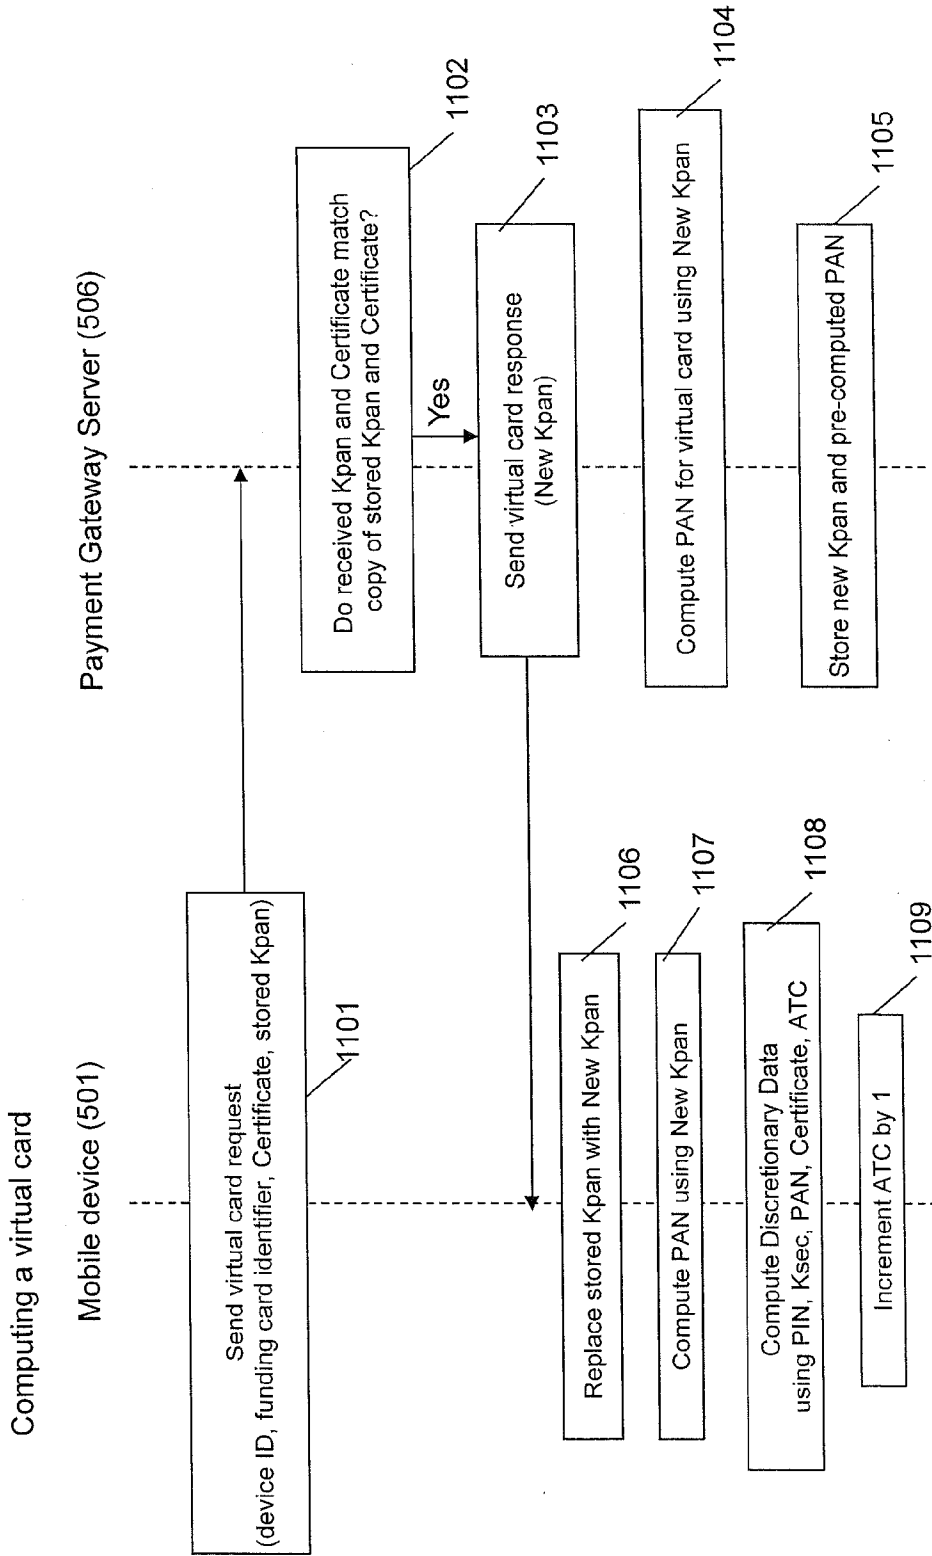 Computing a virtual card
Mobile device (501)
Payment Gateway Server (506)
Send virtual card request
(device ID, funding card identifier, Certificate, stored Kpan)
1101
Do received Kpan and Certificate match
copy of stored Kpan and Certificate?
1102
Yes
Send virtual card response
(New Kpan)
1103
Compute PAN for virtual card using New Kpan
1104
Store new Kpan and pre-computed PAN
1105
Replace stored Kpan with New Kpan
1106
Compute PAN using New Kpan
1107
Compute Discretionary Data
using PIN, Ksec, PAN, Certificate, ATC
1108
Increment ATC by 1
1109